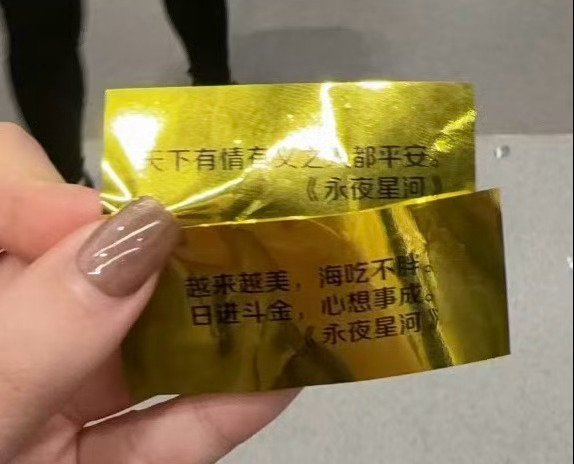 天下有情有义之人都平安。
《永夜星河》
越来越美，海吃不胖。
日进斗金，心想事成。
《永夜星河》